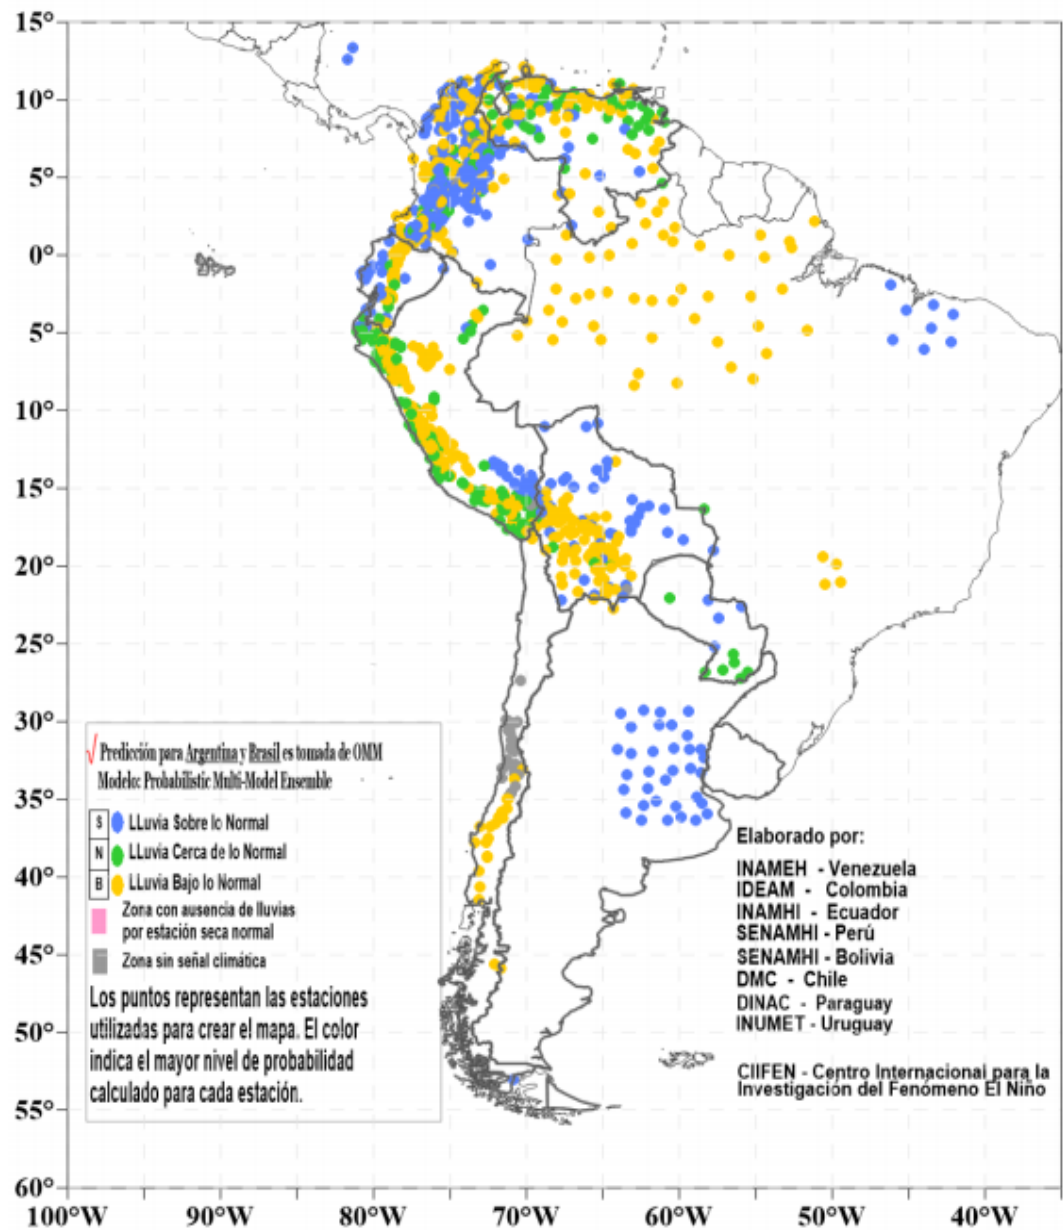 15°
10°
5°
0°
5°
10°
15°
20°
25°
30°
35°
40°
45°
50°
55°
60°
100°W
90°W
80°W
70°W
60°W
50°W
40°W
√ Predicción para Argentina y Brasil es tomada de OMM
Modelo: Probabilistic Multi-Model Ensemble
S LLuvia Sobre lo Normal
N LLuvia Cerca de lo Normal
B LLuvia Bajo lo Normal
Zona con ausencia de lluvias
por estación seca normal
Zona sin señal climática
Los puntos representan las estaciones
utilizadas para crear el mapa. El color
indica el mayor nivel de probabilidad
calculado para cada estación.
Elaborado por:
INAMEH - Venezuela
IDEAM - Colombia
INAMHI - Ecuador
SENAMHI - Perú
SENAMHI - Bolivia
DMC - Chile
DINAC - Paraguay
INUMET - Uruguay
CIIFEN - Centro Internacional para la
Investigación del Fenómeno El Niño